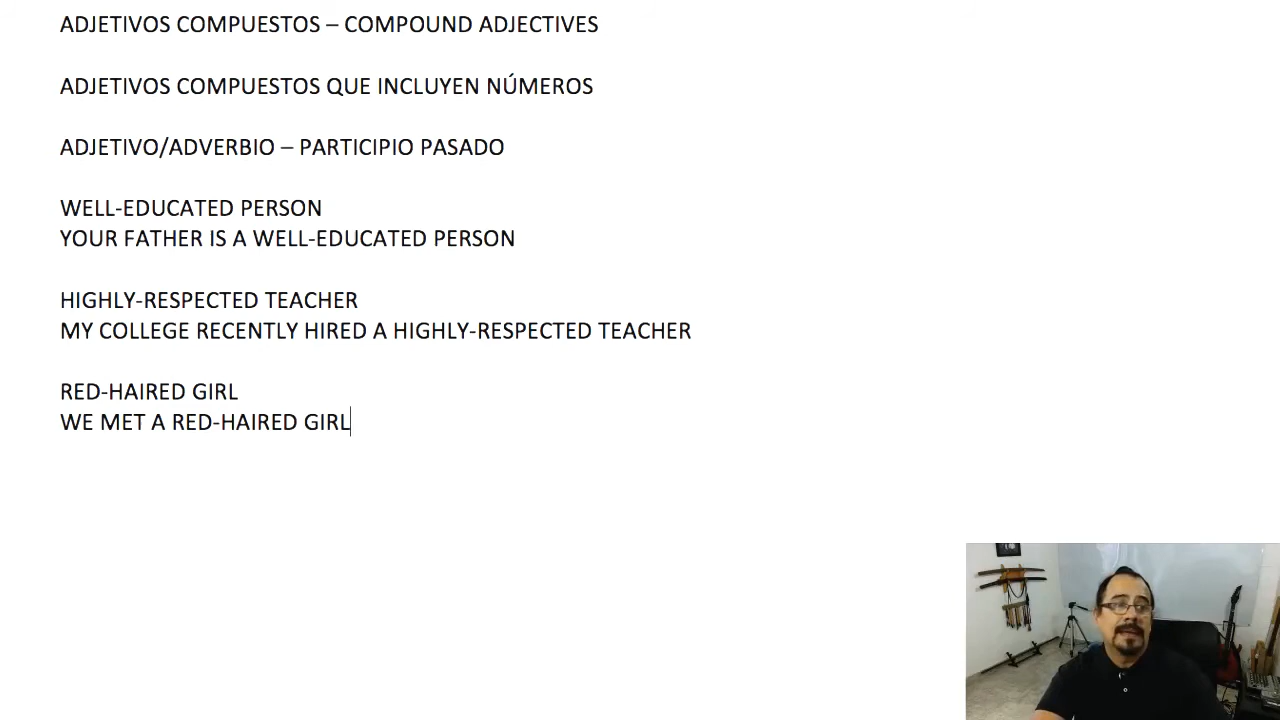 ADJETIVOS COMPUESTOS – COMPOUND ADJECTIVES
ADJETIVOS COMPUESTOS QUE INCLUYEN NÚMEROS
ADJETIVO/ADVERBIO – PARTICIPIO PASADO
WELL-EDUCATED PERSON
YOUR FATHER IS A WELL-EDUCATED PERSON
HIGHLY-RESPECTED TEACHER
MY COLLEGE RECENTLY HIRED A HIGHLY-RESPECTED TEACHER
RED-HAIRED GIRL
WE MET A RED-HAIRED GIRL